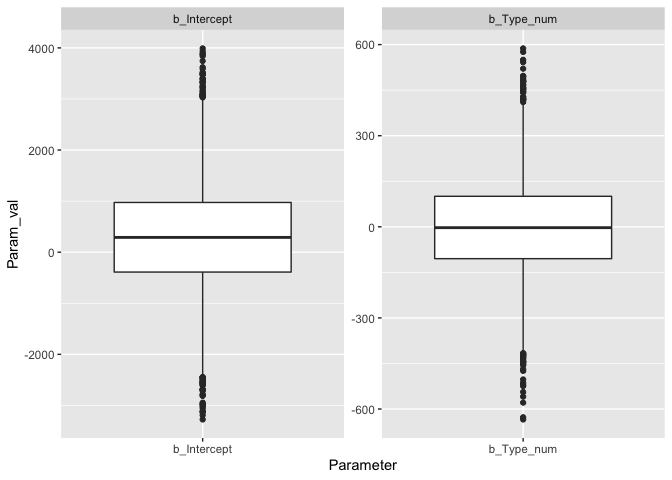 b_Intercept
b_Type_num
4000
2000
0
-2000
600
300
0
-300
-600
Param_val
b_Intercept
b_Type_num
Parameter